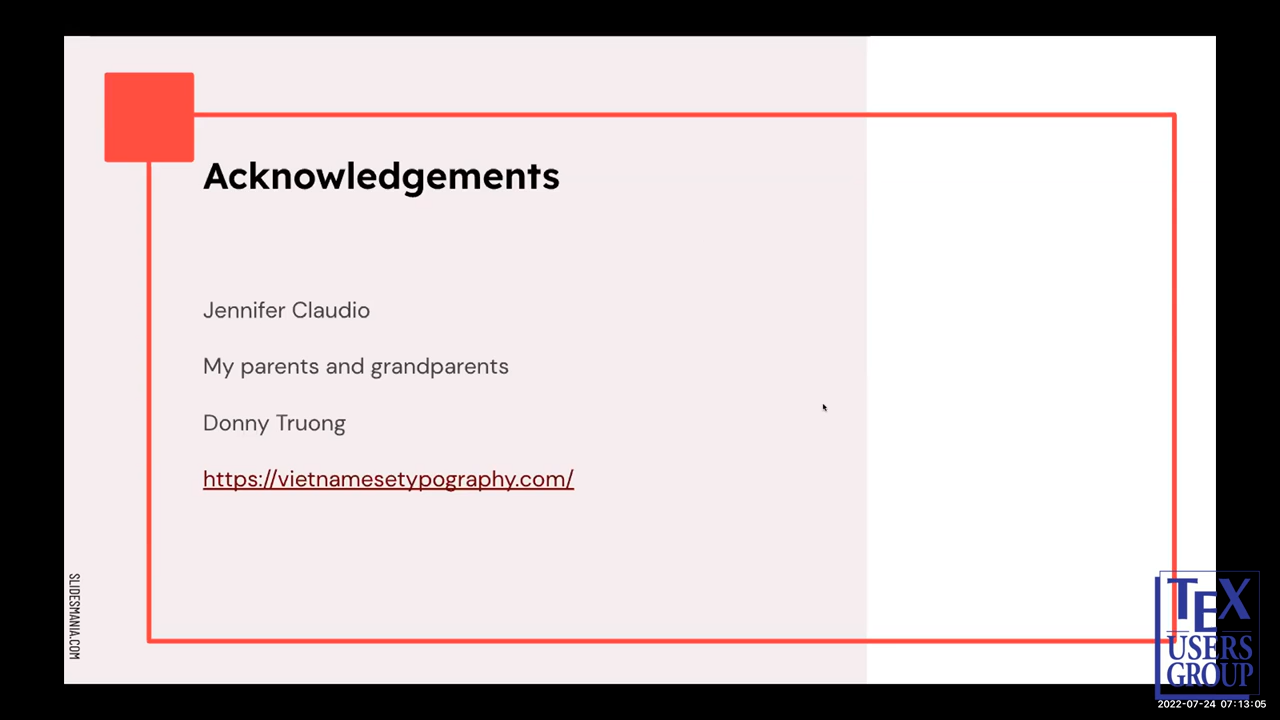 Acknowledgements
Jennifer Claudio
My parents and grandparents
Donny Truong
https://vietnamesetypography.com/
SLIDESMANIA.COM
TEX
USERS
GROUP
2022-07-24 07:13:05